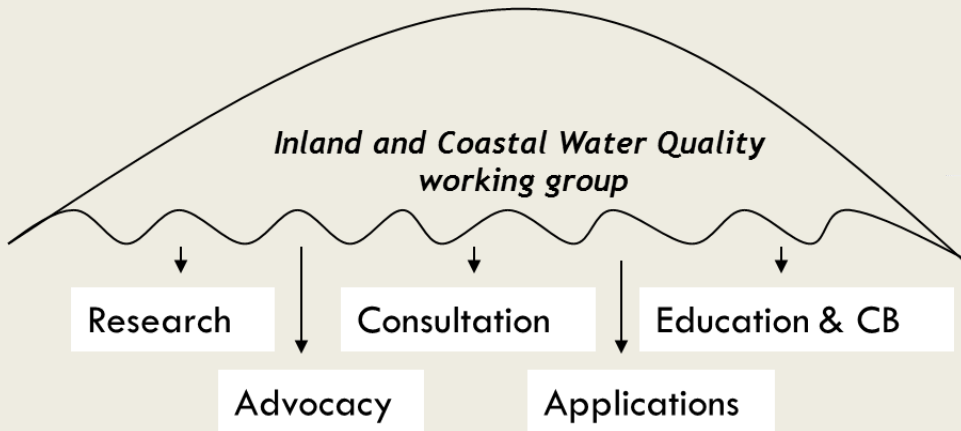 Inland and Coastal Water Quality
working group
Research
Consultation
Education & CB
Advocacy
Applications